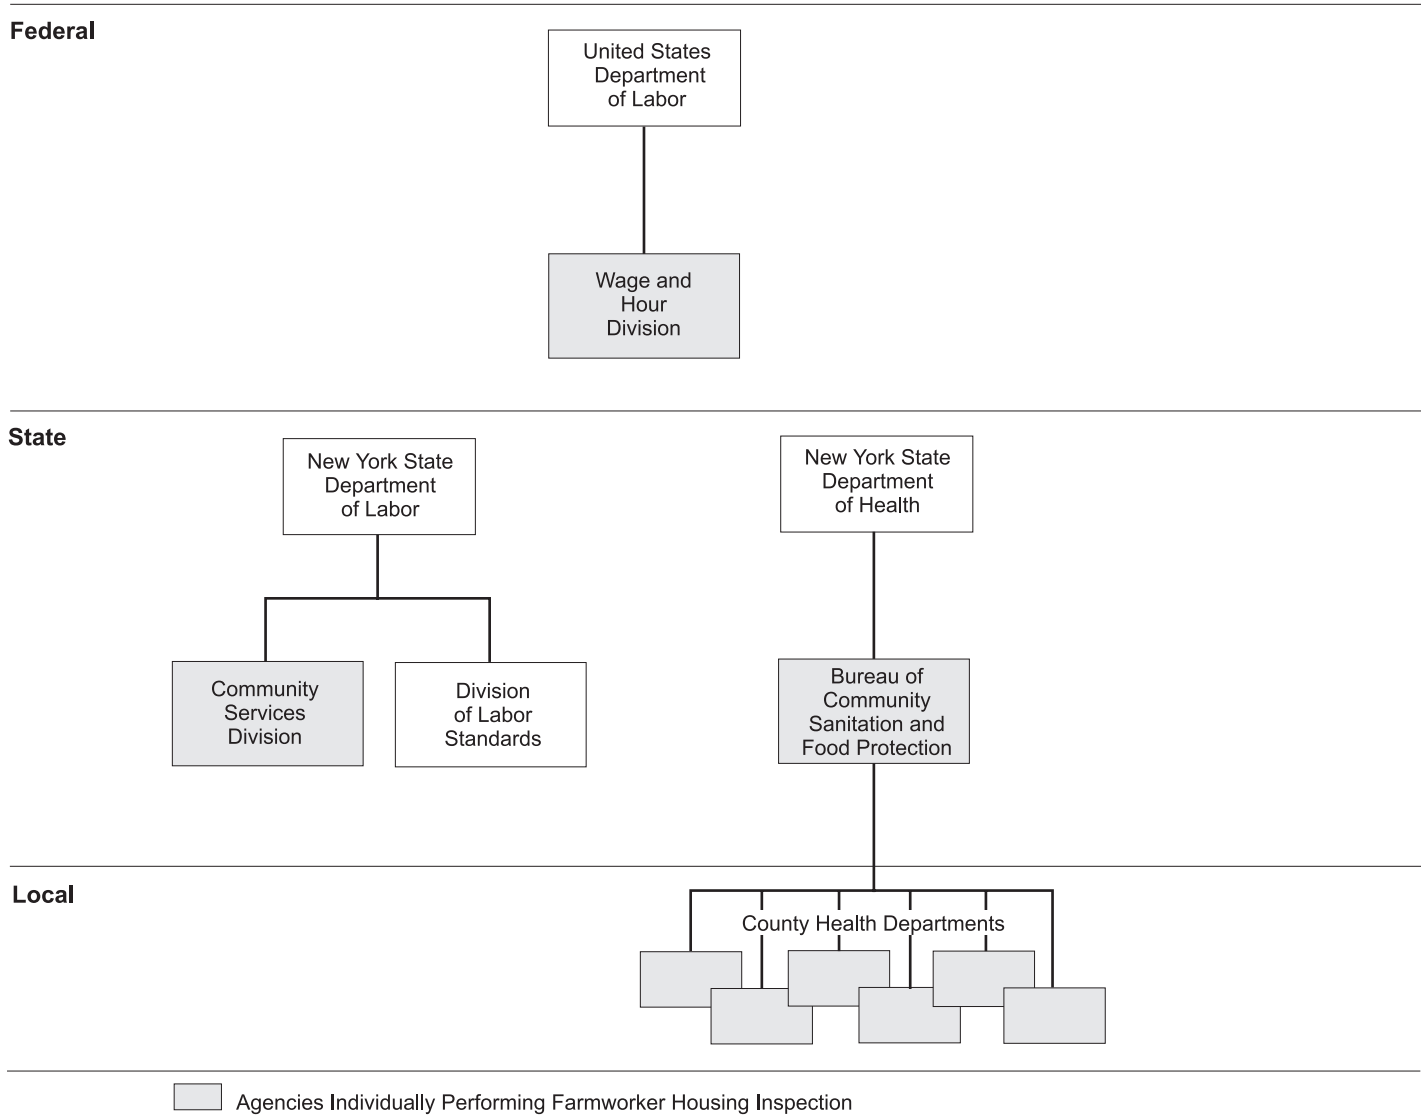 Federal
United States
Department
of Labor
Wage and
Hour
Division
State
New York State
Department
of Labor
New York State
Department
of Health
Community
Services
Division
Division
of Labor
Standards
Bureau of
Community
Sanitation and
Food Protection
Local
County Health Departments
Agencies Individually Performing Farmworker Housing Inspection